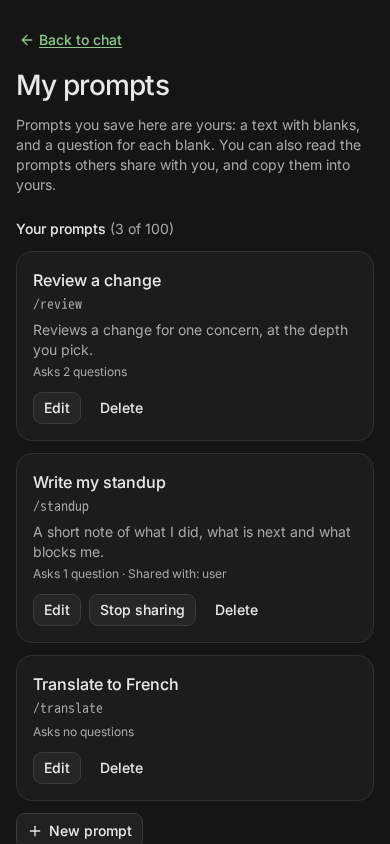 Back to chat
My prompts
Prompts you save here are yours: a text with blanks,
and a question for each blank. You can also read the
prompts others share with you, and copy them into
yours.
Your prompts (3 of 100)
Review a change
/review
Reviews a change for one concern, at the depth
you pick.
Asks 2 questions
Edit Delete
Write my standup
/standup
A short note of what I did, what is next and what
blocks me.
Asks 1 question · Shared with: user
Edit Stop sharing Delete
Translate to French
/translate
Asks no questions
Edit Delete
New prompt